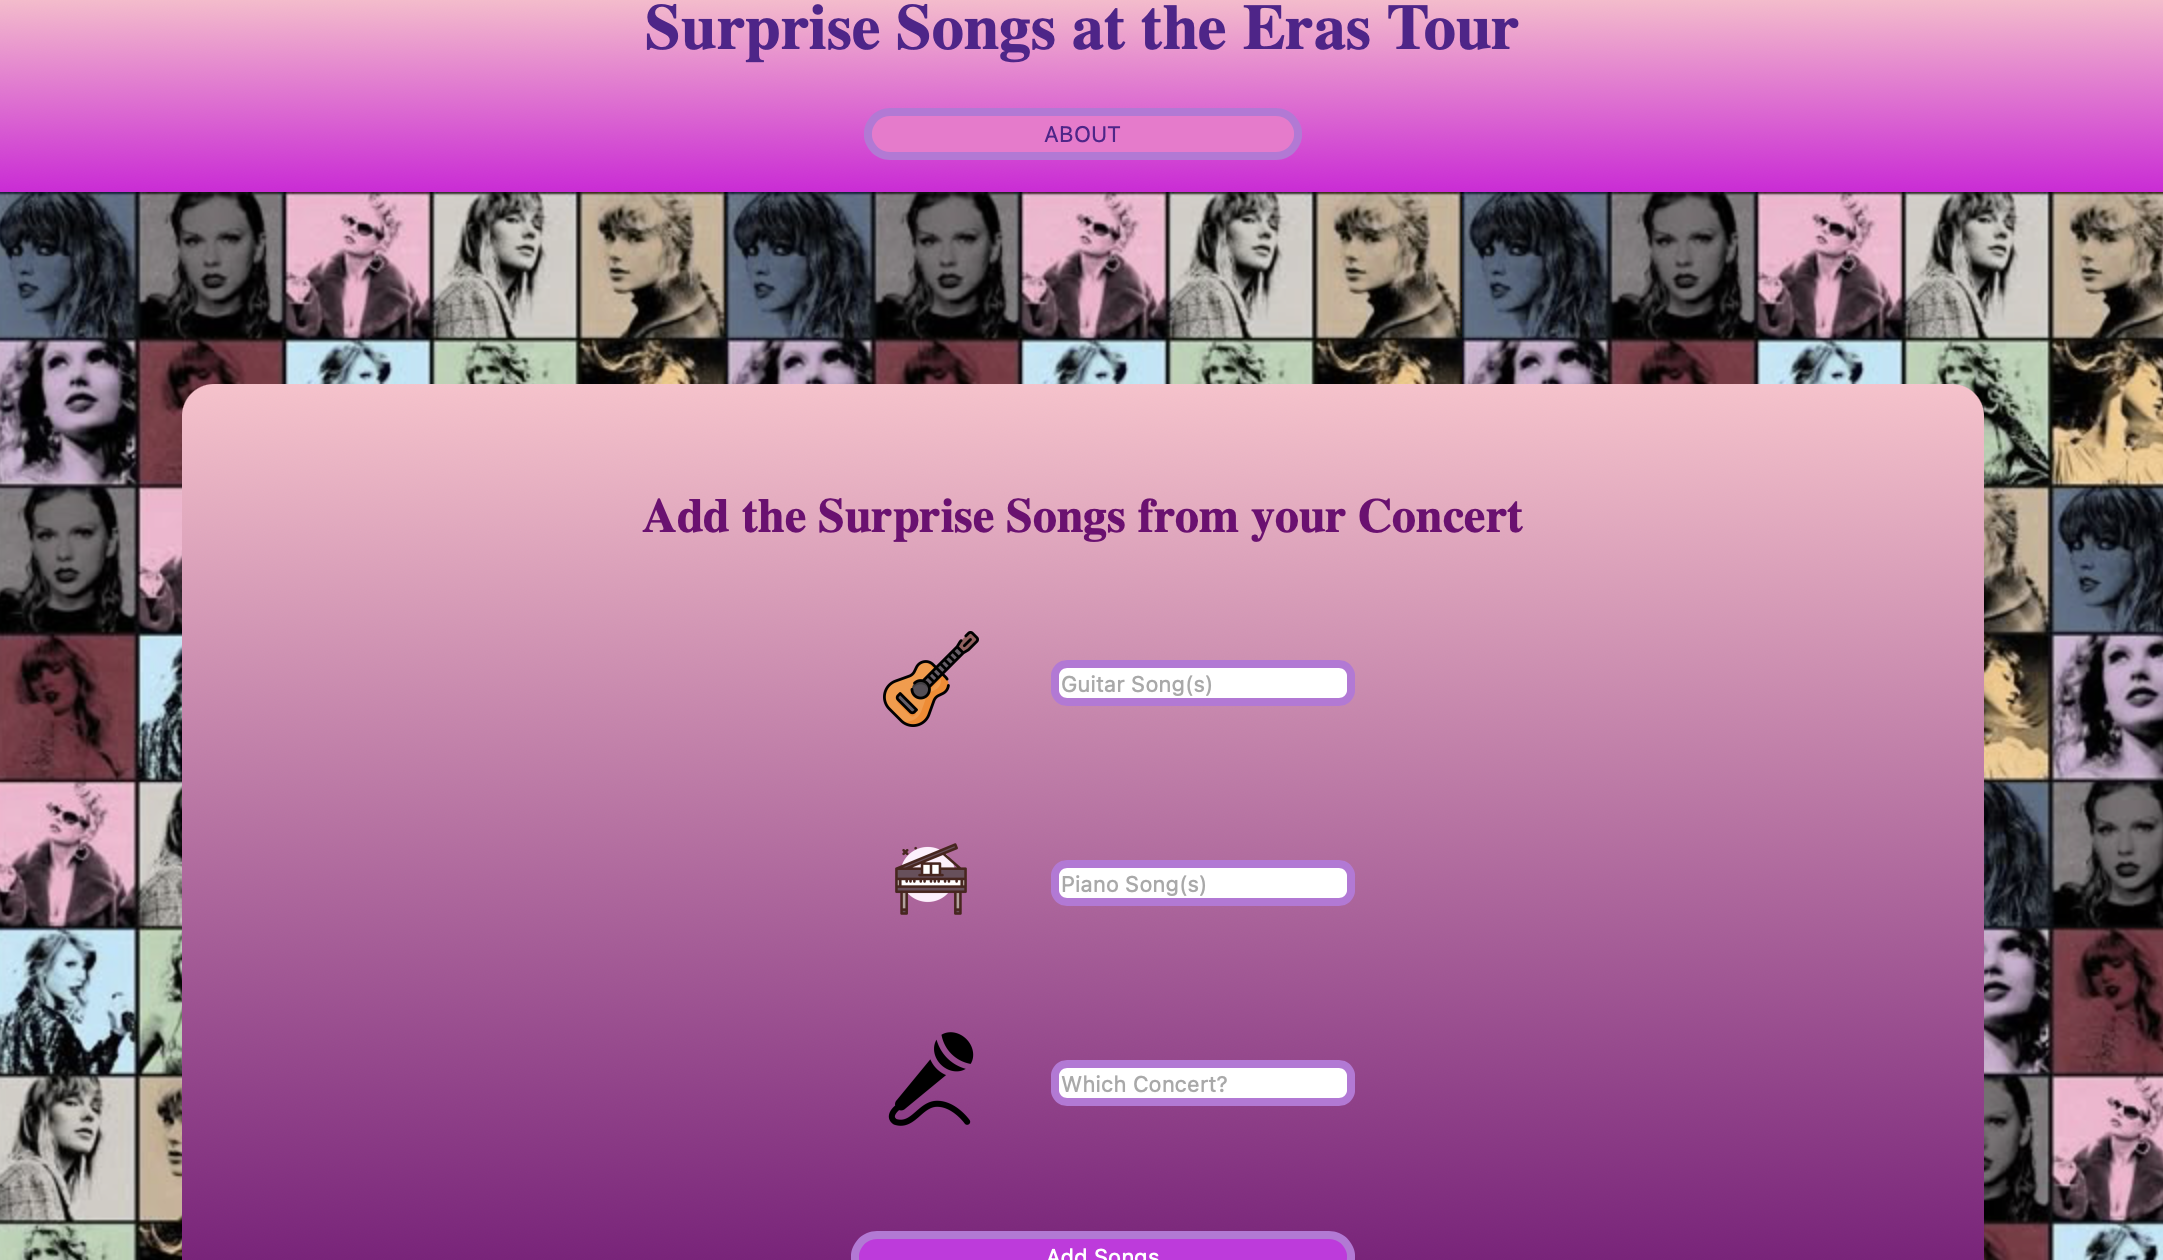 Surprise Songs at the Eras Tour
ABOUT
Add the Surprise Songs from your Concert
Guitar Song(s)
Piano Song(s)
Which Concert?
Add Songs